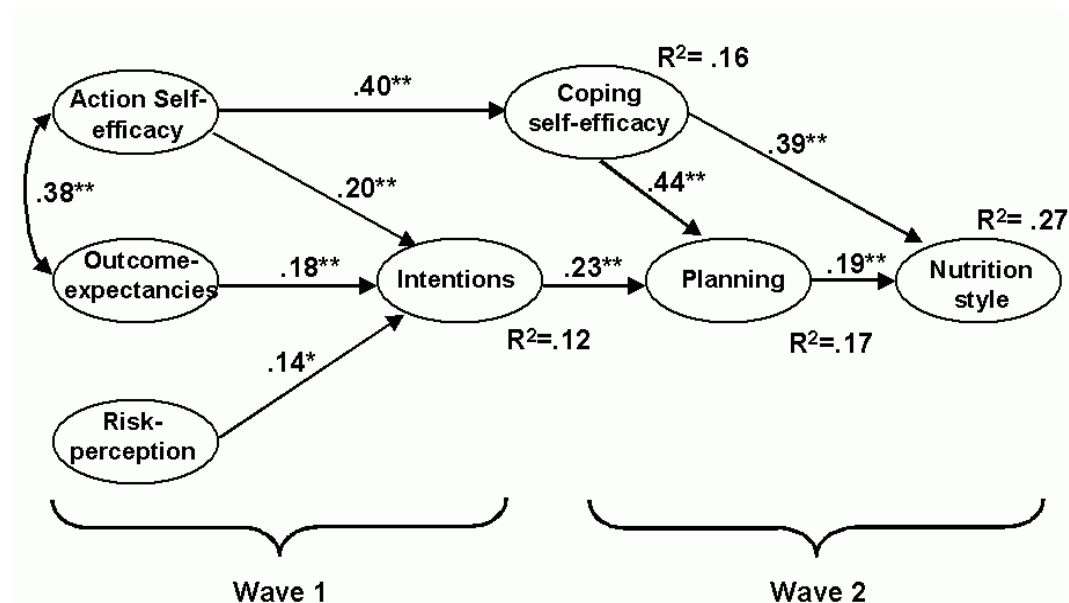 R²= .16
Action Self-
efficacy
.40**
Coping
self-efficacy
.39**
.38**
.20**
.44**
R²= .27
Outcome-
expectancies
.18**
Intentions
.23**
Planning
.19**
Nutrition
style
R²=.12
R²=.17
.14*
Risk-
perception
Wave 1
Wave 2